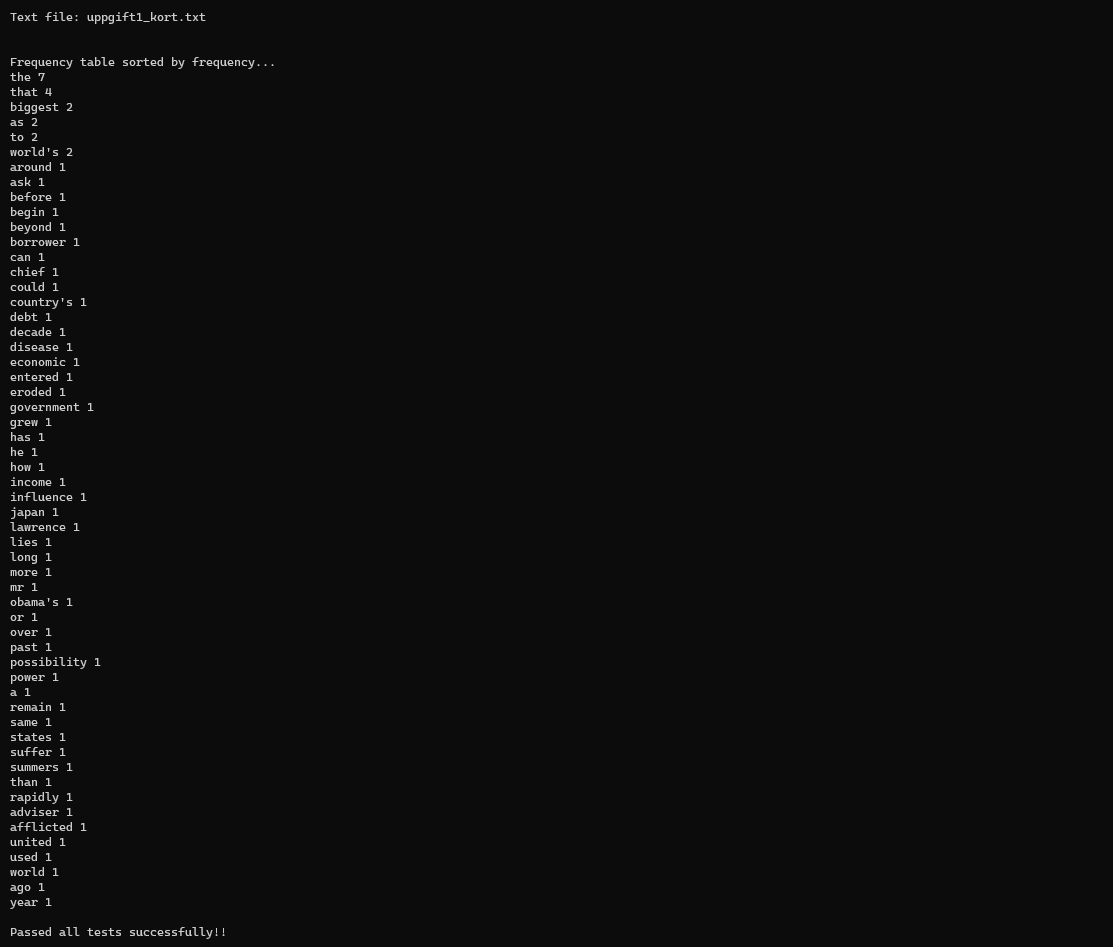 Text file: uppgift1_kort.txt
Frequency table sorted by frequency...
the 7
that 4
biggest 2
as 2
to 2
world's 2
around 1
ask 1
before 1
begin 1
beyond 1
borrower 1
can 1
chief 1
could 1
country's 1
debt 1
decade 1
disease 1
economic 1
entered 1
eroded 1
government 1
grew 1
has 1
he 1
how 1
income 1
influence 1
japan 1
lawrence 1
lies 1
long 1
more 1
mr 1
obama's 1
or 1
over 1
past 1
possibility 1
power 1
a 1
remain 1
same 1
states 1
suffer 1
summers 1
than 1
rapidly 1
adviser 1
afflicted 1
united 1
used 1
world 1
ago 1
year 1
Passed all tests successfully!!